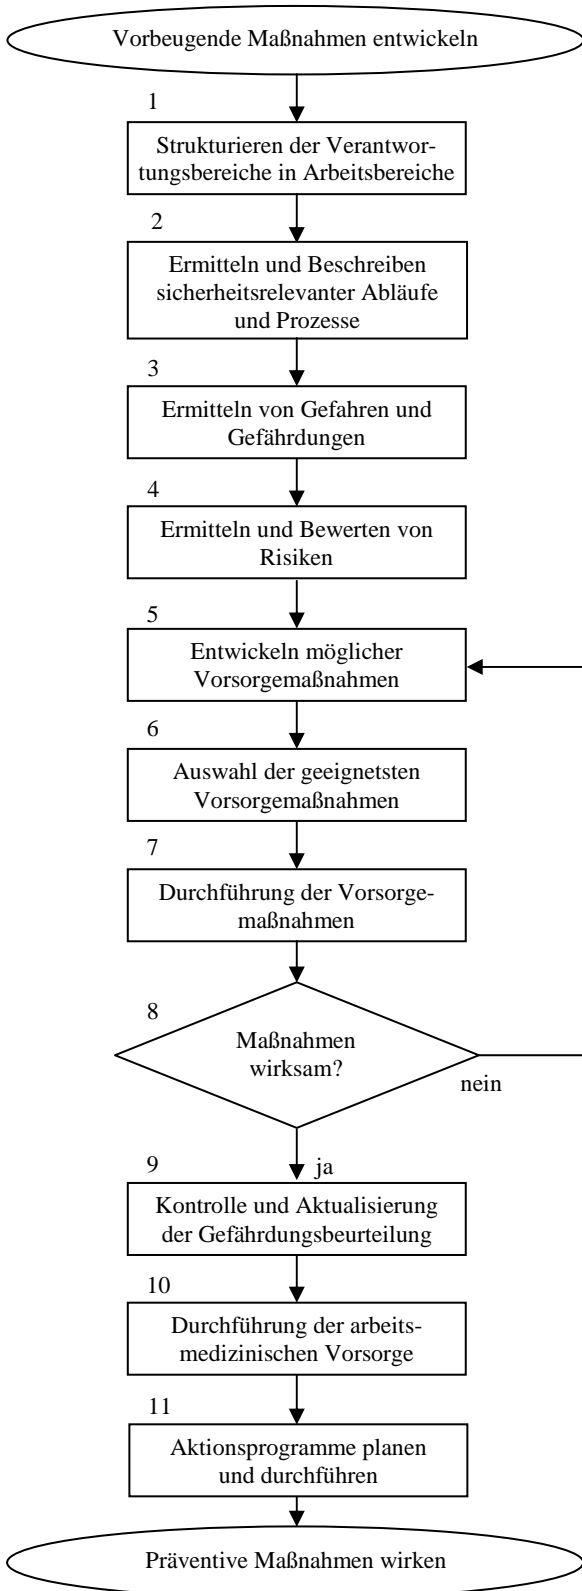 Vorbeugende Maßnahmen entwickeln
1
Strukturieren der Verantwor-
tungsbereiche in Arbeitsbereiche
2
Ermitteln und Beschreiben
sicherheitsrelevanter Abläufe
und Prozesse
3
Ermitteln von Gefahren und
Gefährdungen
4
Ermitteln und Bewerten von
Risiken
5
Entwickeln möglicher
Vorsorgemaßnahmen
6
Auswahl der geeignetsten
Vorsorgemaßnahmen
7
Durchführung der Vorsorge-
maßnahmen
8
Maßnahmen
wirksam?
nein
9
ja
Kontrolle und Aktualisierung
der Gefährdungsbeurteilung
10
Durchführung der arbeits-
medizinischen Vorsorge
11
Aktionsprogramme planen
und durchführen
Präventive Maßnahmen wirken